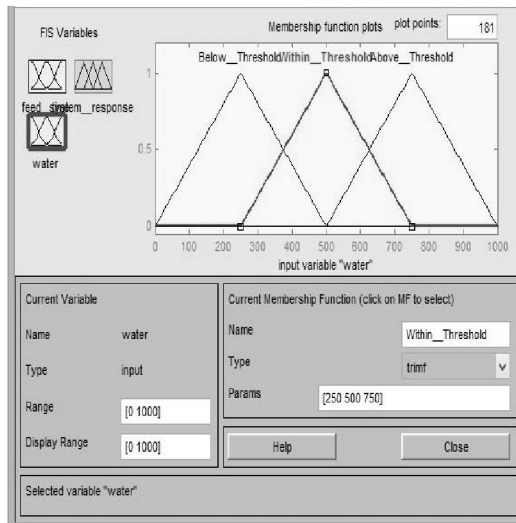 FIS Variables
Membership function plots
plot points: 181
Below__Threshold Within__Threshold Above__Threshold
1
0.5
0
feed_ system__response
water
0 100 200 300 400 500 600 700 800 900 1000
input variable "water"
Current Variable
Name water
Type input
Range [0 1000]
Display Range [0 1000]
Current Membership Function (click on MF to select)
Name Within__Threshold
Type trimf
Params [250 500 750]
Help Close
Selected variable "water"